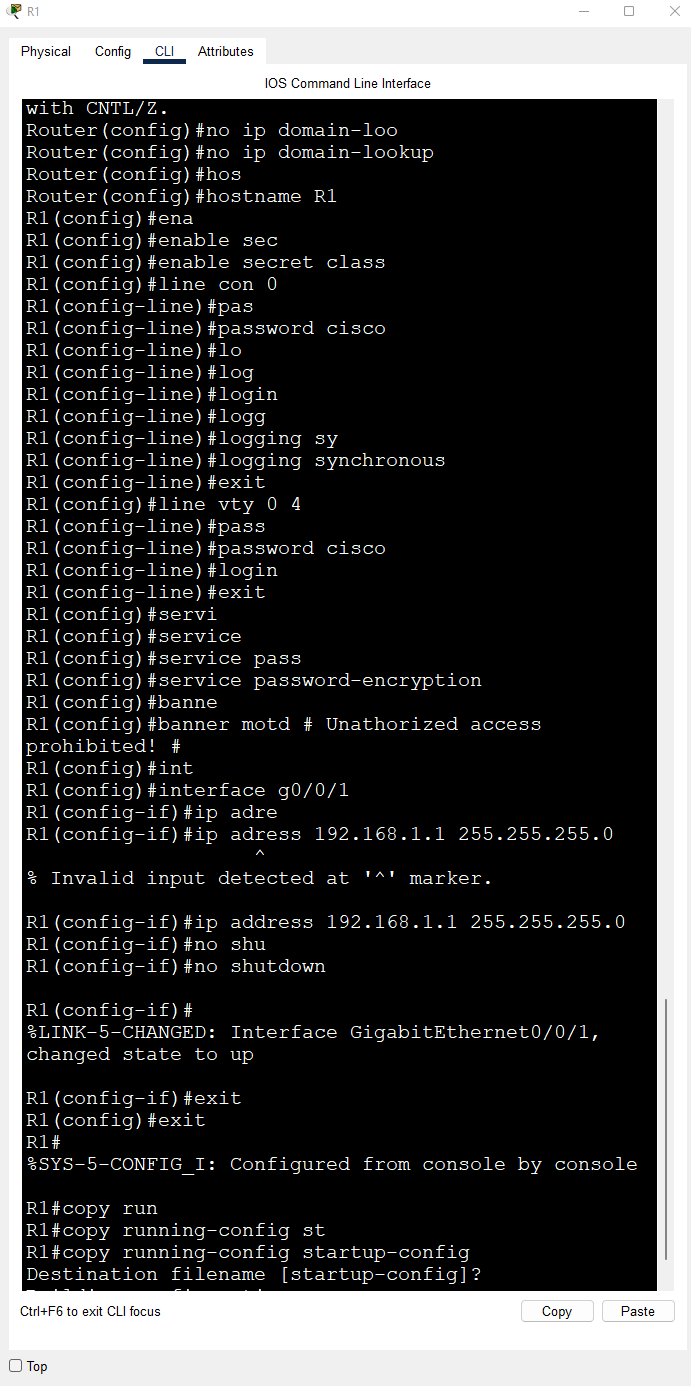 R1
Physical Config CLI Attributes
IOS Command Line Interface
with CNTL/Z.
Router(config)#no ip domain-loo
Router(config)#no ip domain-lookup
Router(config)#hos
Router(config)#hostname R1
R1(config)#ena
R1(config)#enable sec
R1(config)#enable secret class
R1(config)#line con 0
R1(config-line)#pas
R1(config-line)#password cisco
R1(config-line)#lo
R1(config-line)#log
R1(config-line)#login
R1(config-line)#logg
R1(config-line)#logging sy
R1(config-line)#logging synchronous
R1(config-line)#exit
R1(config)#line vty 0 4
R1(config-line)#pass
R1(config-line)#password cisco
R1(config-line)#login
R1(config-line)#exit
R1(config)#servi
R1(config)#service
R1(config)#service pass
R1(config)#service password-encryption
R1(config)#banne
R1(config)#banner motd # Unathorized access
prohibited! #
R1(config)#int
R1(config)#interface g0/0/1
R1(config-if)#ip adre
R1(config-if)#ip adress 192.168.1.1 255.255.255.0
^
% Invalid input detected at '^' marker.
R1(config-if)#ip address 192.168.1.1 255.255.255.0
R1(config-if)#no shu
R1(config-if)#no shutdown
R1(config-if)#
%LINK-5-CHANGED: Interface GigabitEthernet0/0/1,
changed state to up
R1(config-if)#exit
R1(config)#exit
R1#
%SYS-5-CONFIG_I: Configured from console by console
R1#copy run
R1#copy running-config st
R1#copy running-config startup-config
Destination filename [startup-config]?
Ctrl+F6 to exit CLI focus
Copy Paste
Top